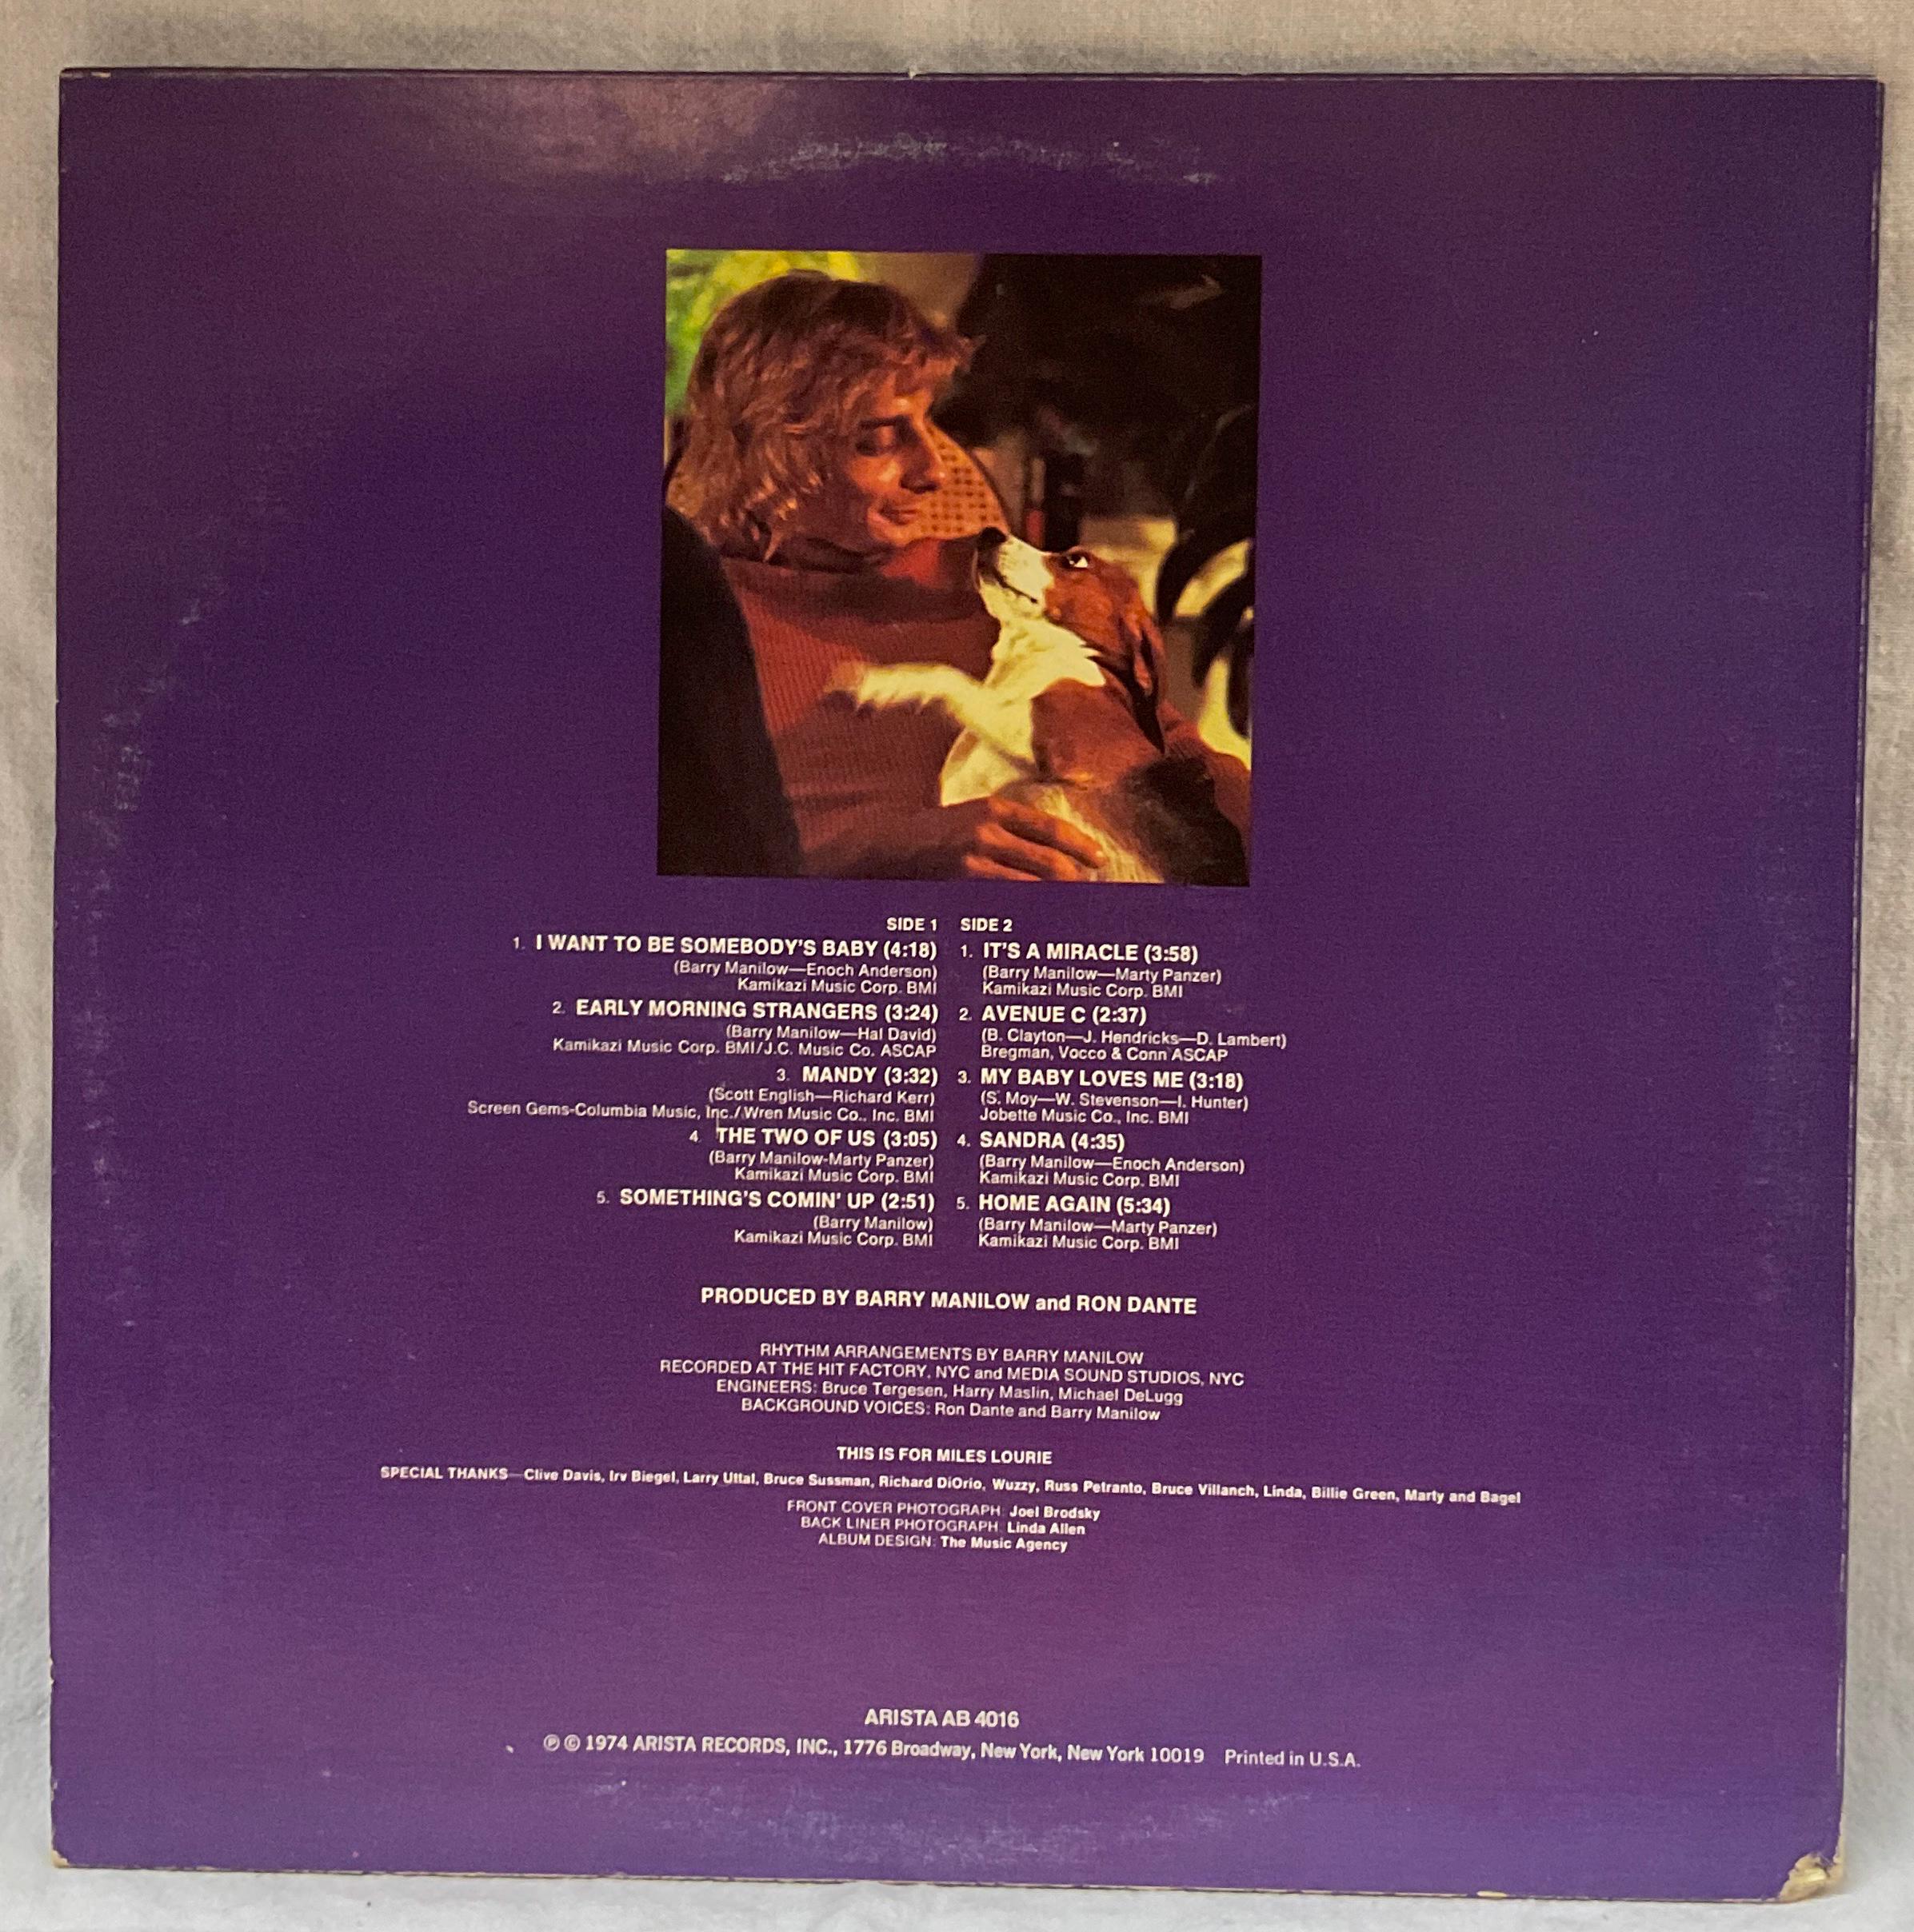 SIDE 1
1. I WANT TO BE SOMEBODY'S BABY (4:18)
(Barry Manilow—Enoch Anderson)
Kamikazi Music Corp. BMI
2. EARLY MORNING STRANGERS (3:24)
(Barry Manilow—Hal David)
Kamikazi Music Corp. BMI/J.C. Music Co. ASCAP
3. MANDY (3:32)
(Scott English—Richard Kerr)
Screen Gems-Columbia Music, Inc./Wren Music Co., Inc. BMI
4. THE TWO OF US (3:05)
(Barry Manilow-Marty Panzer)
Kamikazi Music Corp. BMI
5. SOMETHING'S COMIN' UP (2:51)
(Barry Manilow)
Kamikazi Music Corp. BMI
SIDE 2
1. IT'S A MIRACLE (3:58)
(Barry Manilow—Marty Panzer)
Kamikazi Music Corp. BMI
2. AVENUE C (2:37)
(B. Clayton—J. Hendricks—D. Lambert)
Bregman, Vocco & Conn ASCAP
3. MY BABY LOVES ME (3:18)
(S. Moy—W. Stevenson—I. Hunter)
Jobette Music Co., Inc. BMI
4. SANDRA (4:35)
(Barry Manilow—Enoch Anderson)
Kamikazi Music Corp. BMI
5. HOME AGAIN (5:34)
(Barry Manilow—Marty Panzer)
Kamikazi Music Corp. BMI
PRODUCED BY BARRY MANILOW and RON DANTE
RHYTHM ARRANGEMENTS BY BARRY MANILOW
RECORDED AT THE HIT FACTORY, NYC and MEDIA SOUND STUDIOS, NYC
ENGINEERS: Bruce Tergesen, Harry Maslin, Michael DeLugg
BACKGROUND VOICES: Ron Dante and Barry Manilow
THIS IS FOR MILES LOURIE
SPECIAL THANKS—Clive Davis, Irv Biegel, Larry Uttal, Bruce Sussman, Richard DiOrio, Wuzzy, Russ Petranto, Bruce Villanch, Linda, Billie Green, Marty and Bagel
FRONT COVER PHOTOGRAPH: Joel Brodsky
BACK LINER PHOTOGRAPH: Linda Allen
ALBUM DESIGN: The Music Agency
ARISTA AB 4016
℗ © 1974 ARISTA RECORDS, INC., 1776 Broadway, New York, New York 10019 Printed in U.S.A.